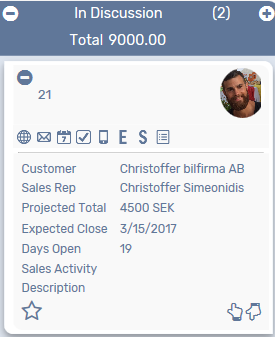 In Discussion (2)
Total 9000.00
21
7
E S
Customer Christoffer bilfirma AB
Sales Rep Christoffer Simeonidis
Projected Total 4500 SEK
Expected Close 3/15/2017
Days Open 19
Sales Activity
Description